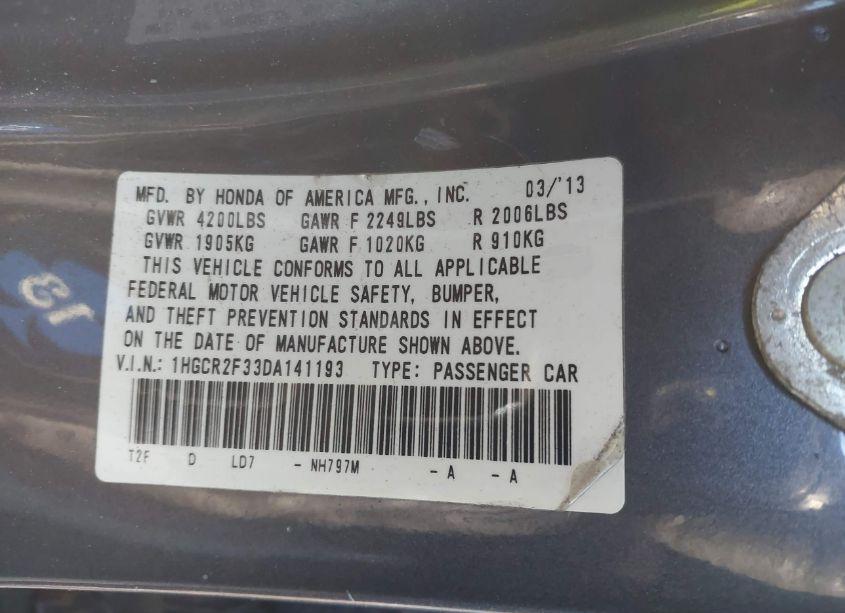 MFD. BY HONDA OF AMERICA MFG., INC. 03/'13
GVWR 4200LBS GAWR F 2249LBS R 2006LBS
GVWR 1905KG GAWR F 1020KG R 910KG
THIS VEHICLE CONFORMS TO ALL APPLICABLE
FEDERAL MOTOR VEHICLE SAFETY, BUMPER,
AND THEFT PREVENTION STANDARDS IN EFFECT
ON THE DATE OF MANUFACTURE SHOWN ABOVE.
V.I.N.: 1HGCR2F33DA141193 TYPE: PASSENGER CAR
T2F D LD7 - NH797M - A - A
13